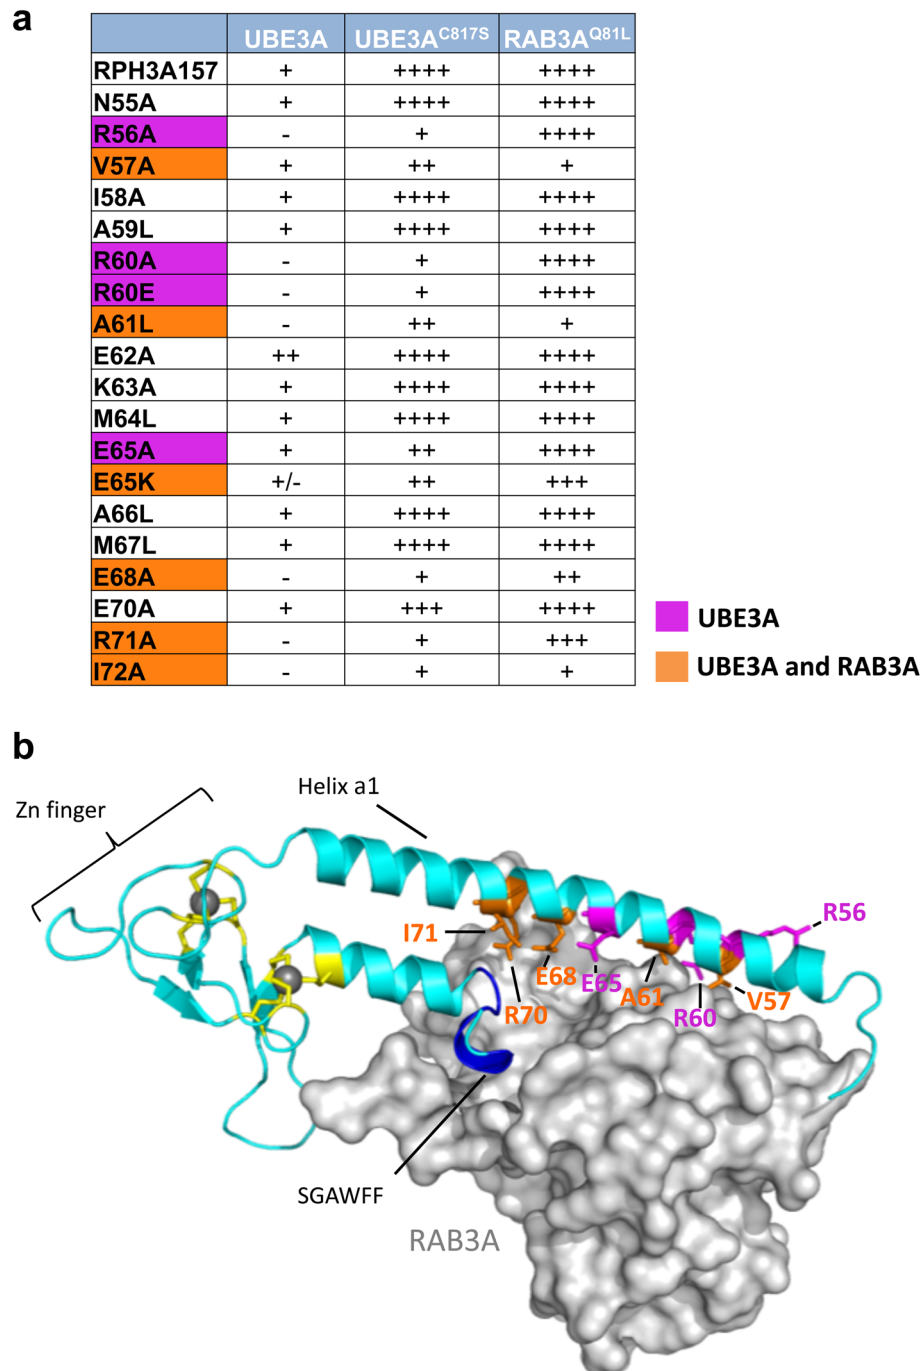 a
UBE3A UBE3A^C817S RAB3A^Q81L
RPH3A157 + ++++ ++++
N55A + ++++ ++++
R56A - + ++++
V57A + ++ +
I58A + ++++ ++++
A59L + ++++ ++++
R60A - + ++++
R60E - + ++++
A61L - ++ +
E62A ++ ++++ ++++
K63A + ++++ ++++
M64L + ++++ ++++
E65A + ++ ++++
E65K +/- ++ +++
A66L + ++++ ++++
M67L + ++++ ++++
E68A - + ++
E70A + +++ ++++
R71A - + +++
I72A - + +
UBE3A
UBE3A and RAB3A
b
Helix a1
Zn finger
R56
I71
E68
E65
A61
V57
R70
R60
SGAWFF
RAB3A